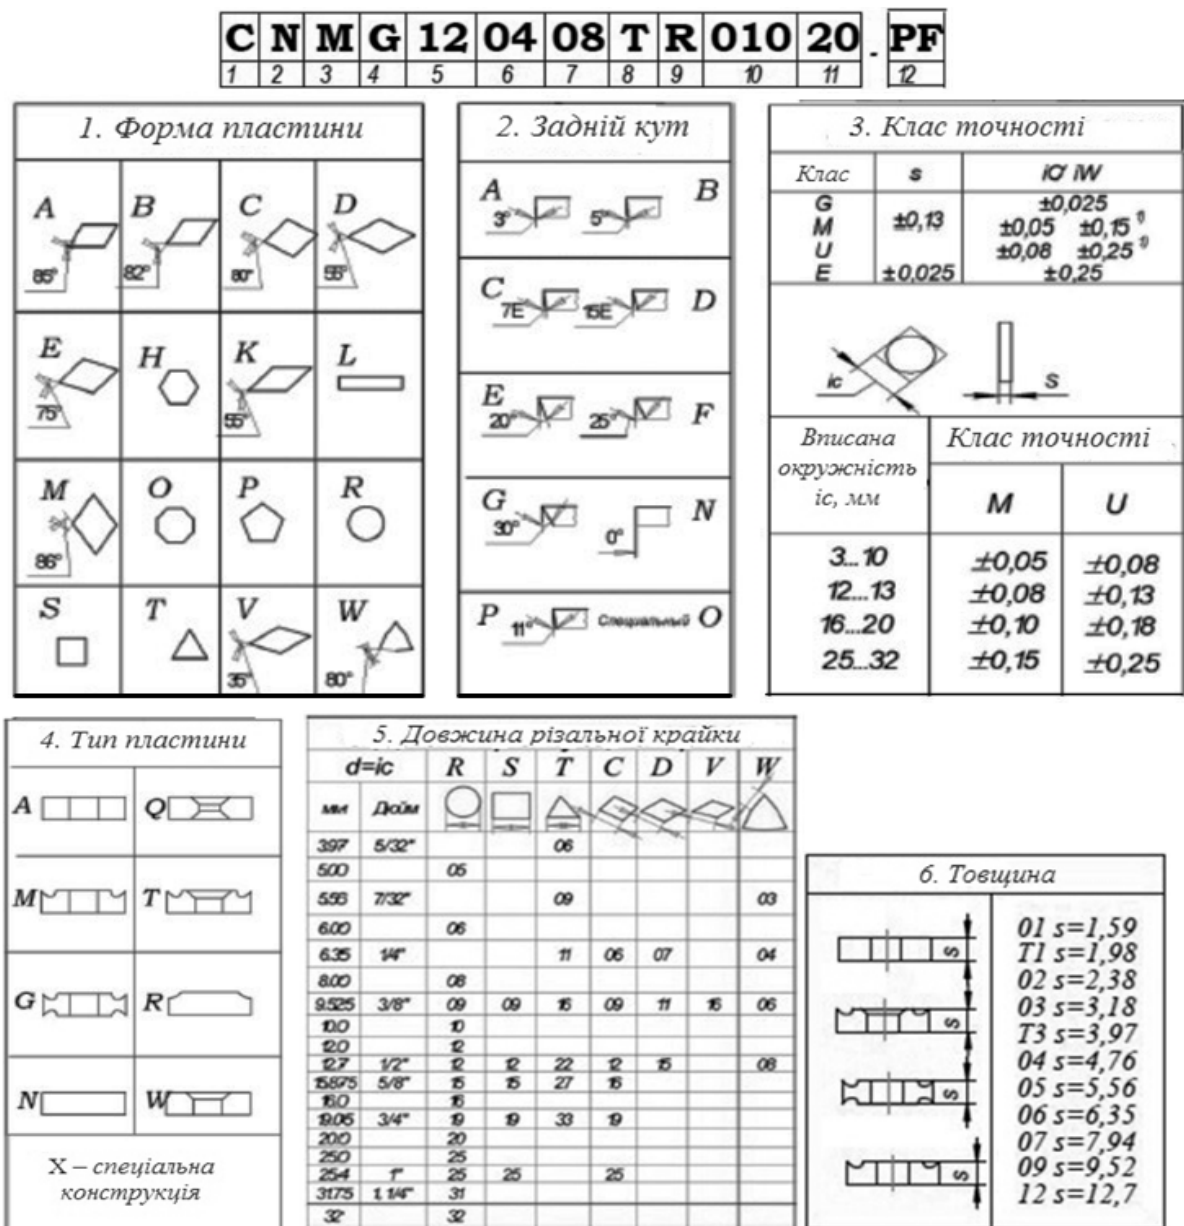 C N M G 12 04 08 T R 010 20 . PF
1 2 3 4 5 6 7 8 9 10 11 12
1. Форма пластини
A B C D
85° 82° 80° 55°
E H K L
75° 55°
M O P R
86°
S T V W
35° 80°
2. Задній кут
A 3° 5° B
C 7E 15E D
E 20° 25° F
G 30° 0° N
P 11° Специальный O
3. Клас точності
Клас s iC/ iW
G ±0,025
M ±0,13 ±0,05 ±0,15 ¹⁾
U ±0,08 ±0,25 ¹⁾
E ±0,025 ±0,25
ic S
Вписана
окружність
ic, мм
Клас точності
M U
3...10 ±0,05 ±0,08
12...13 ±0,08 ±0,13
16...20 ±0,10 ±0,18
25...32 ±0,15 ±0,25
4. Тип пластини
A Q
M T
G R
N W
X – спеціальна
конструкція
5. Довжина різальної крайки
d=ic R S T C D V W
мм Дюйм
3.97 5/32" 06
5.00 05
5.56 7/32" 09 03
6.00 06
6.35 1/4" 11 06 07 04
8.00 08
9.525 3/8" 09 09 16 09 11 16 06
10.0 10
12.0 12
12.7 1/2" 12 12 22 12 15 08
15.875 5/8" 15 15 27 16
16.0 16
19.05 3/4" 19 19 33 19
20.0 20
25.0 25
25.4 1" 25 25 25
31.75 1, 1/4" 31
32 32
6. Товщина
s
s
s
s
01 s=1,59
T1 s=1,98
02 s=2,38
03 s=3,18
T3 s=3,97
04 s=4,76
05 s=5,56
06 s=6,35
07 s=7,94
09 s=9,52
12 s=12,7